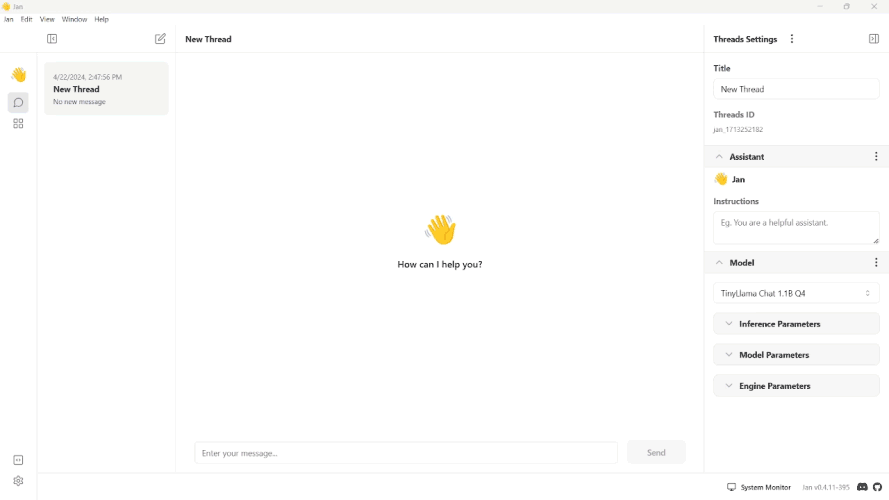 Jan
Jan Edit View Window Help
New Thread
Threads Settings
4/22/2024, 2:47:56 PM
New Thread
No new message
How can I help you?
Enter your message...
Send
Title
New Thread
Threads ID
jan_1713252182
Assistant
Jan
Instructions
Eg. You are a helpful assistant.
Model
TinyLlama Chat 1.1B Q4
Inference Parameters
Model Parameters
Engine Parameters
System Monitor
Jan v0.4.11-395